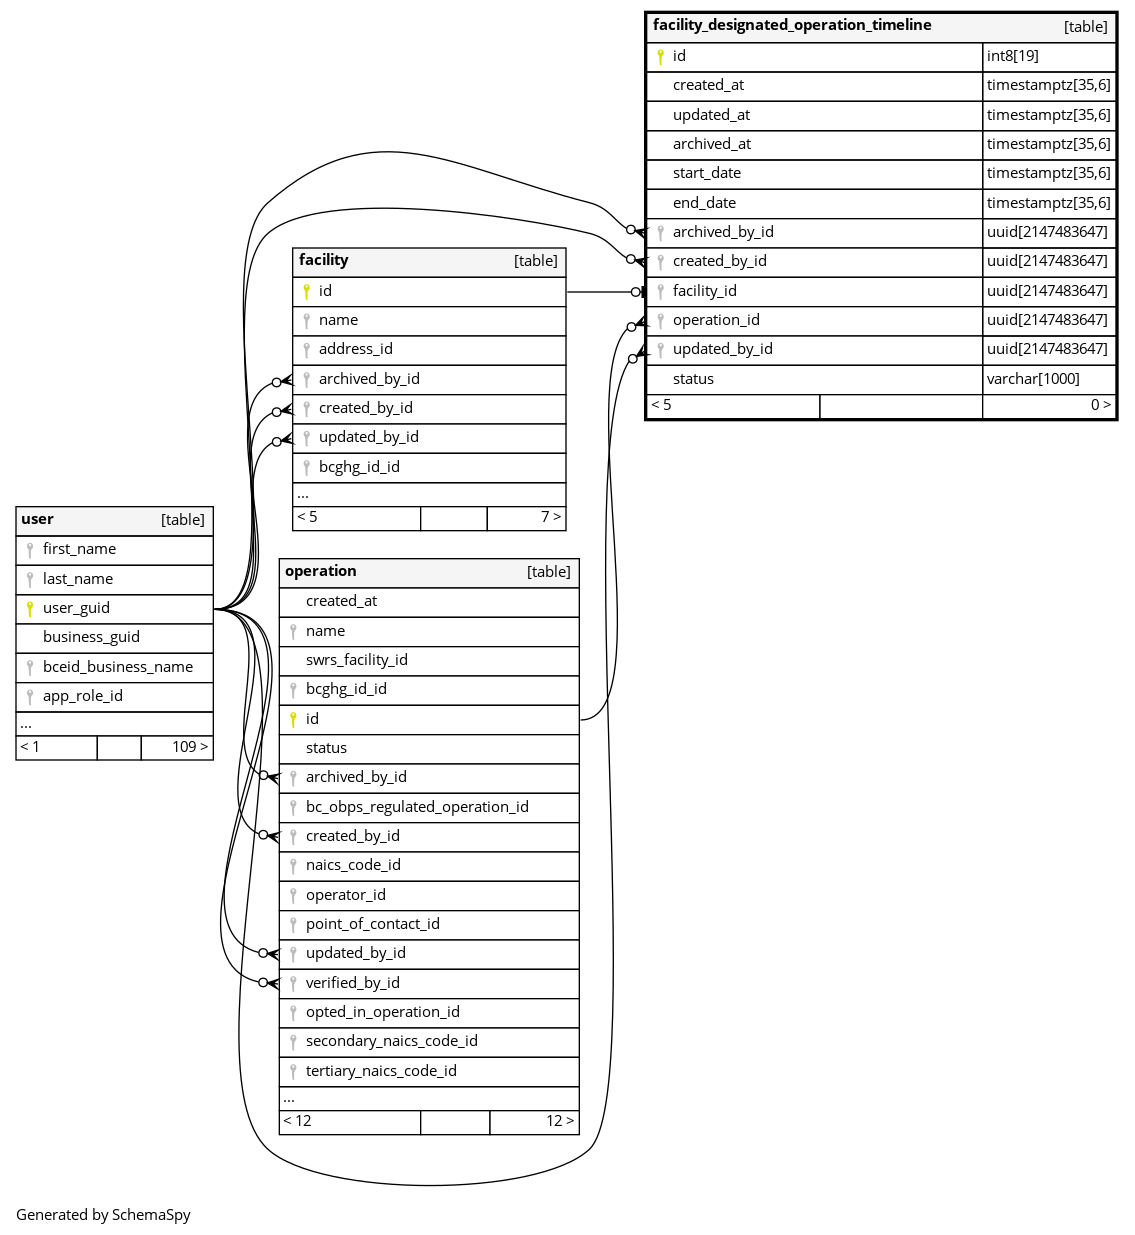 facility_designated_operation_timeline [table]
id int8[19]
created_at timestamptz[35,6]
updated_at timestamptz[35,6]
archived_at timestamptz[35,6]
start_date timestamptz[35,6]
end_date timestamptz[35,6]
archived_by_id uuid[2147483647]
created_by_id uuid[2147483647]
facility_id uuid[2147483647]
operation_id uuid[2147483647]
updated_by_id uuid[2147483647]
status varchar[1000]
< 5 0 >
facility [table]
id
name
address_id
archived_by_id
created_by_id
updated_by_id
bcghg_id_id
...
< 5 7 >
user [table]
first_name
last_name
user_guid
business_guid
bceid_business_name
app_role_id
...
< 1 109 >
operation [table]
created_at
name
swrs_facility_id
bcghg_id_id
id
status
archived_by_id
bc_obps_regulated_operation_id
created_by_id
naics_code_id
operator_id
point_of_contact_id
updated_by_id
verified_by_id
opted_in_operation_id
secondary_naics_code_id
tertiary_naics_code_id
...
< 12 12 >
Generated by SchemaSpy